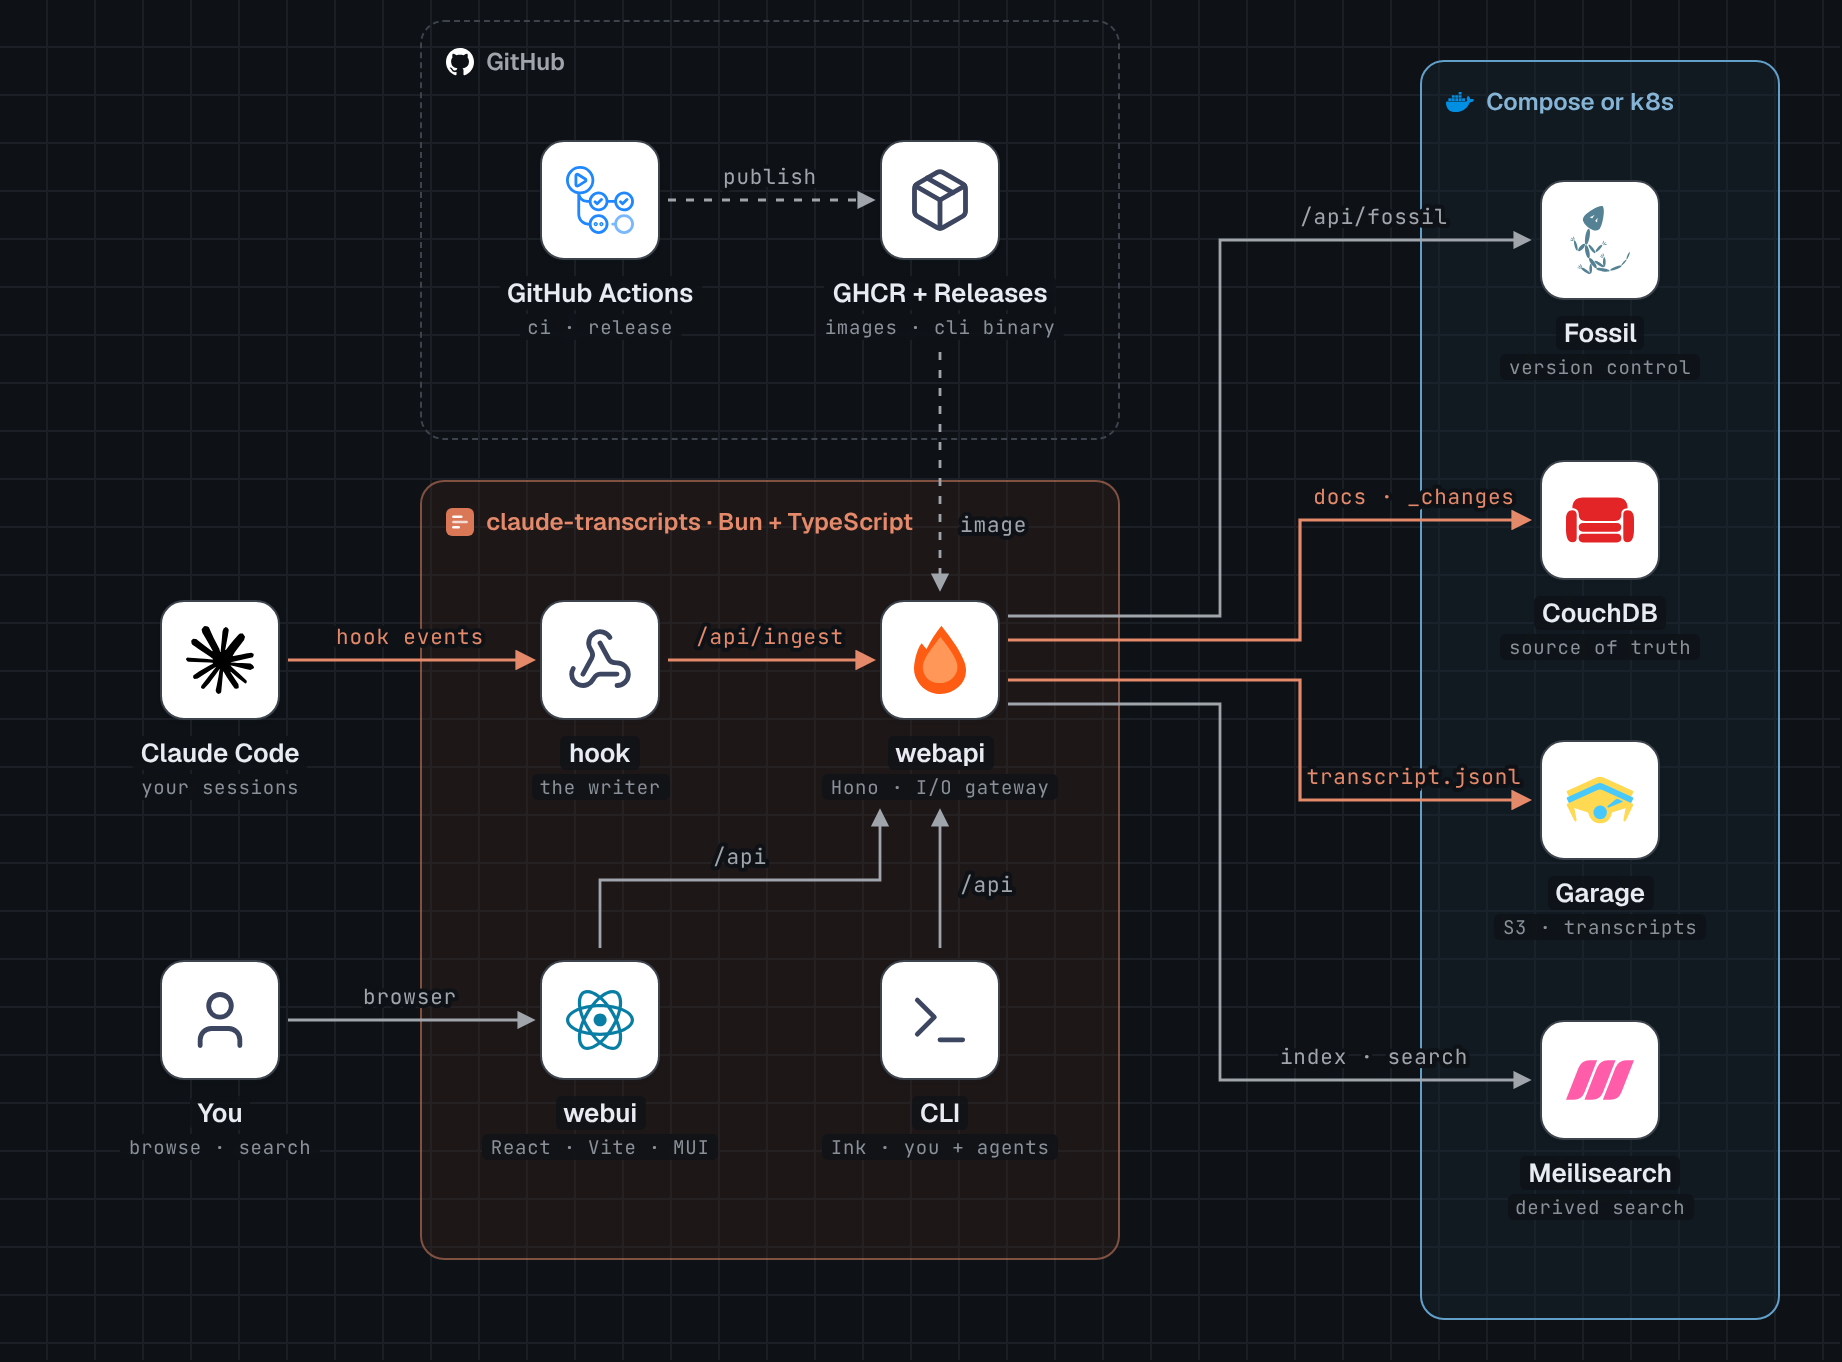 GitHub
Compose or k8s
publish
GitHub Actions
ci · release
GHCR + Releases
images · cli binary
/api/fossil
Fossil
version control
claude-transcripts · Bun + TypeScript
image
docs · _changes
CouchDB
source of truth
hook events
/api/ingest
Claude Code
your sessions
hook
the writer
webapi
Hono · I/O gateway
transcript.jsonl
Garage
S3 · transcripts
/api
/api
browser
You
browse · search
webui
React · Vite · MUI
CLI
Ink · you + agents
index · search
Meilisearch
derived search